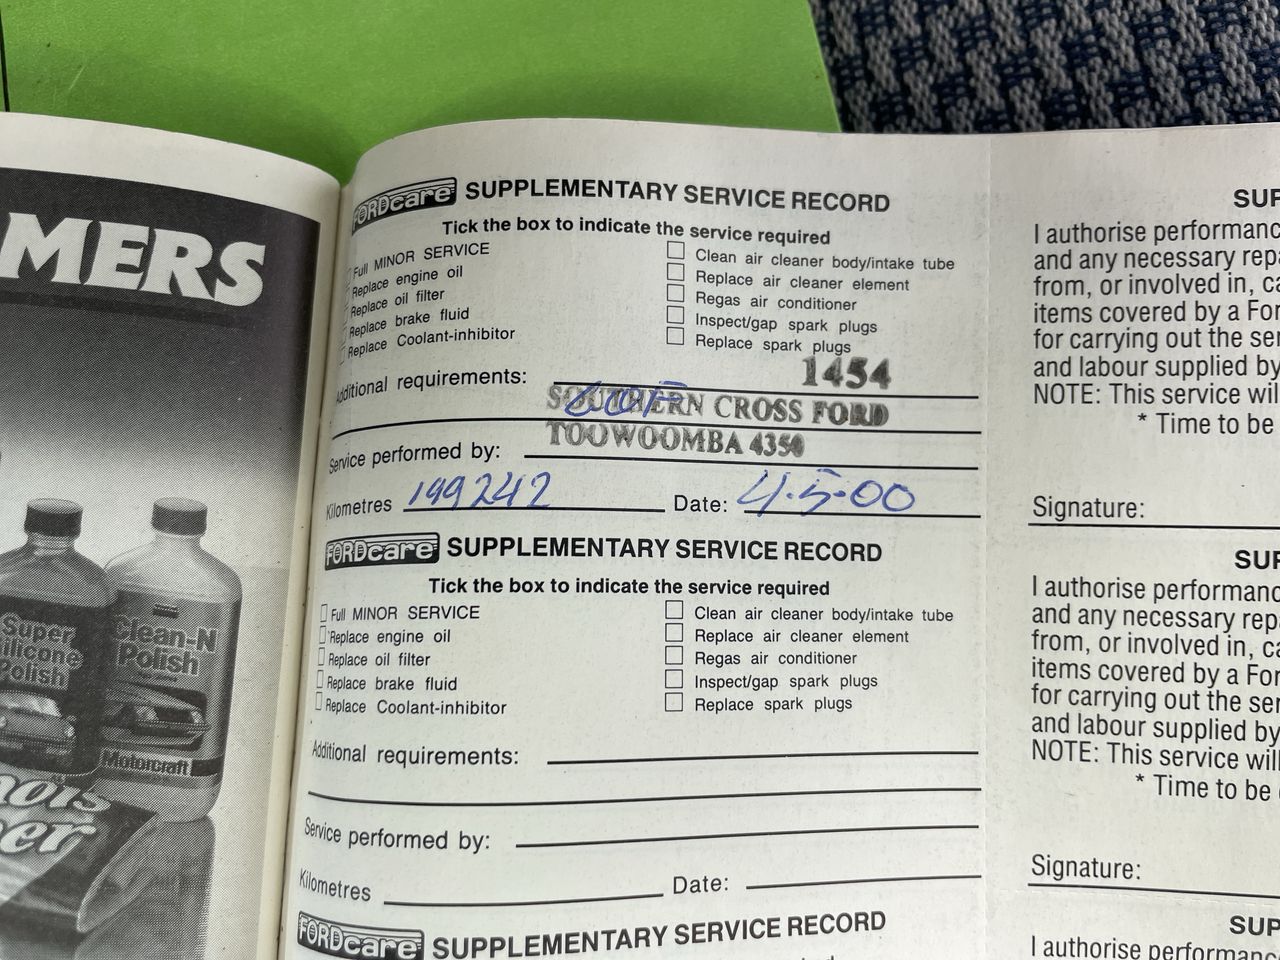 MERS
Super
Silicone
Polish
Clean-N
Polish
Motorcraft
FORDcare SUPPLEMENTARY SERVICE RECORD
Tick the box to indicate the service required
Full MINOR SERVICE
Replace engine oil
Replace oil filter
Replace brake fluid
Replace Coolant-inhibitor
Clean air cleaner body/intake tube
Replace air cleaner element
Regas air conditioner
Inspect/gap spark plugs
Replace spark plugs
1454
Additional requirements:
SOUTHERN CROSS FORD
TOOWOOMBA 4350
Service performed by:
Kilometres 199242 Date: 4.5.00
FORDcare SUPPLEMENTARY SERVICE RECORD
Tick the box to indicate the service required
Full MINOR SERVICE
Replace engine oil
Replace oil filter
Replace brake fluid
Replace Coolant-inhibitor
Clean air cleaner body/intake tube
Replace air cleaner element
Regas air conditioner
Inspect/gap spark plugs
Replace spark plugs
Additional requirements:
Service performed by:
Kilometres Date:
FORDcare SUPPLEMENTARY SERVICE RECORD
SUP
I authorise performanc
and any necessary repa
from, or involved in, ca
items covered by a For
for carrying out the ser
and labour supplied by
NOTE: This service will
* Time to be
Signature:
SUP
I authorise performanc
and any necessary rep
from, or involved in, ca
items covered by a For
for carrying out the ser
and labour supplied by
NOTE: This service will
* Time to be
Signature:
SUP
I authorise performanc